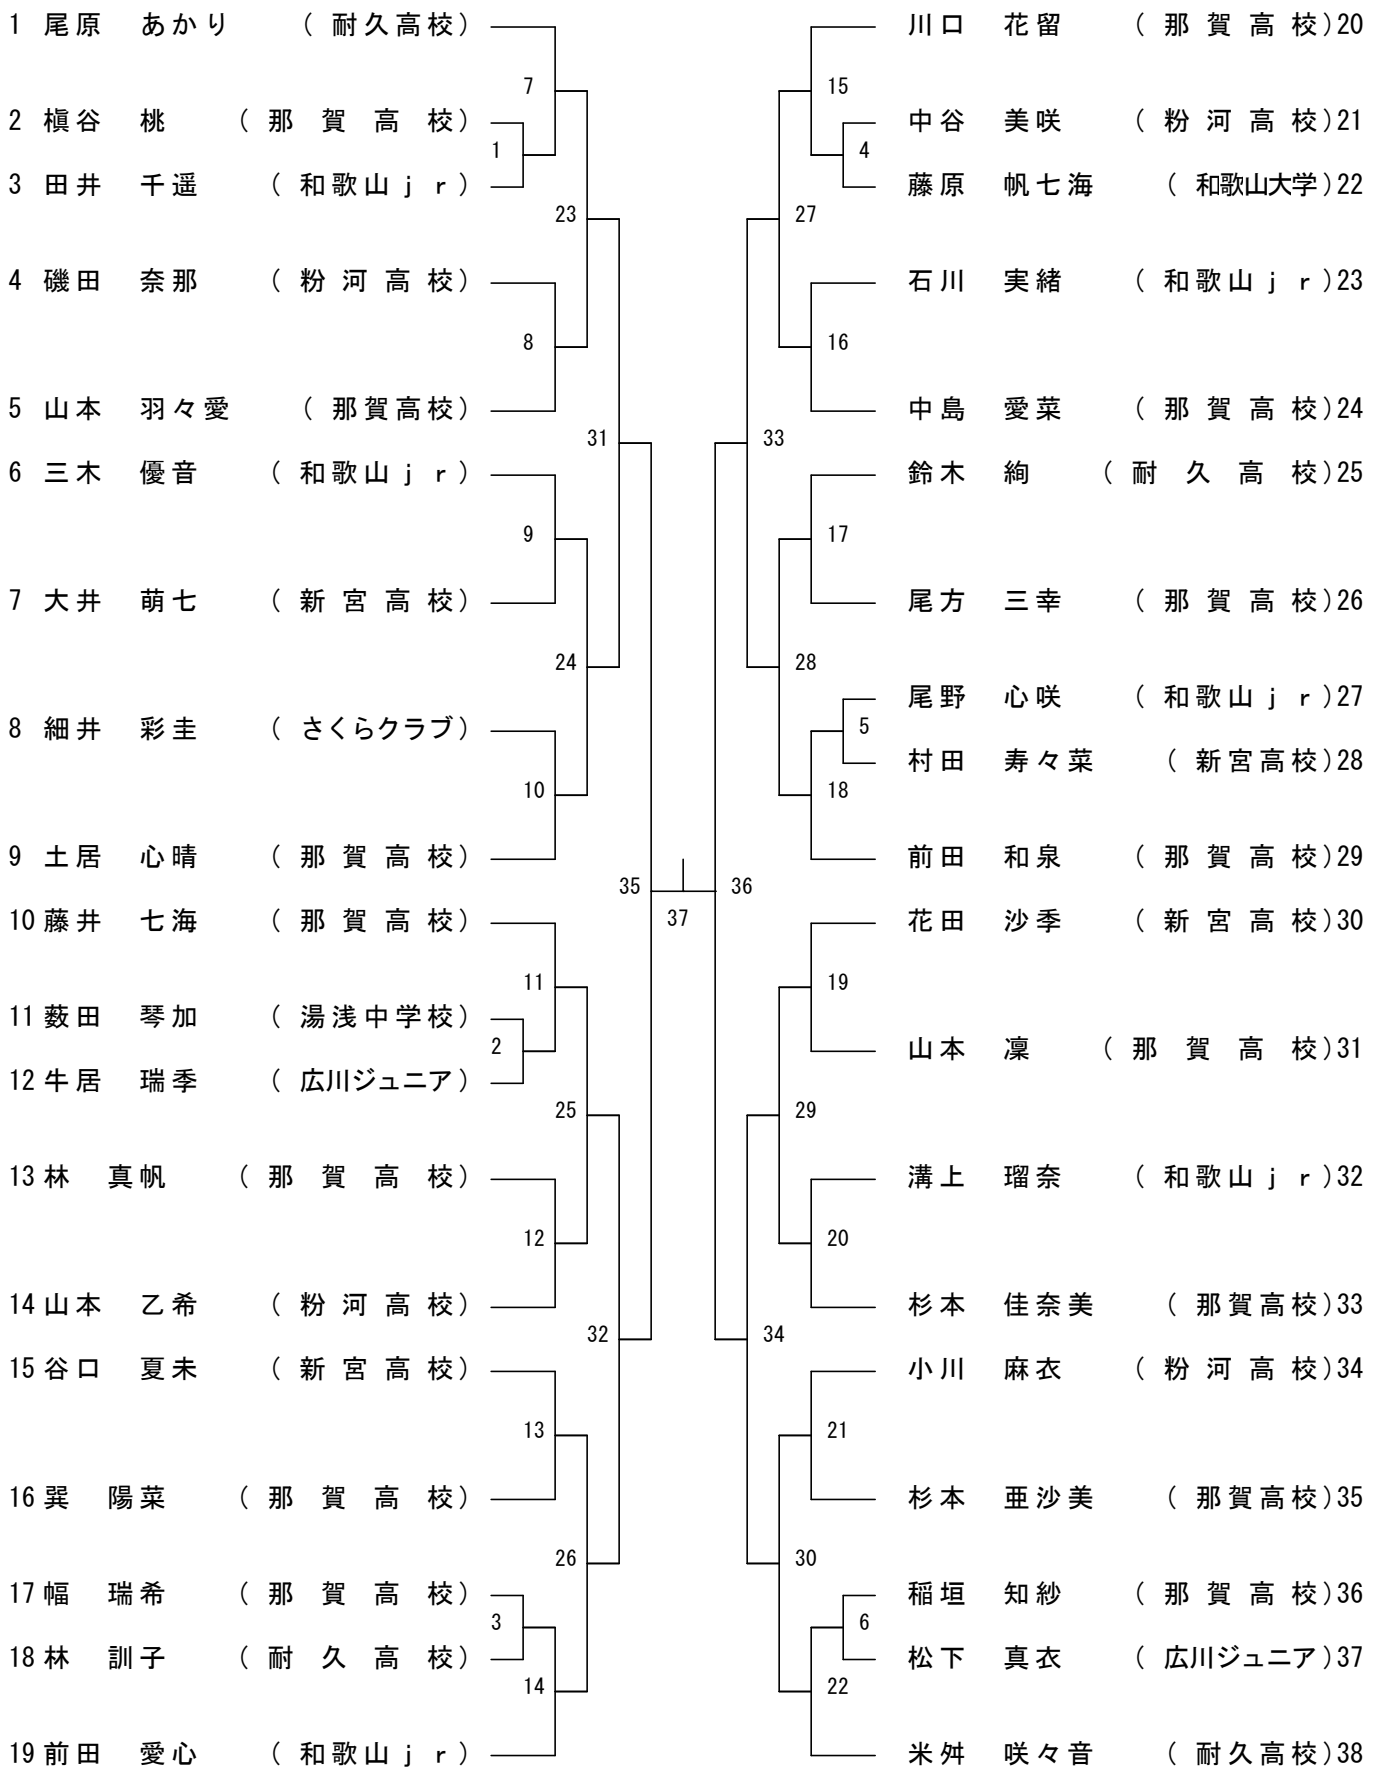 1 尾原 あかり (耐久高校)
7
2 槇谷 桃 (那賀高校)
1
3 田井 千遥 (和歌山jr)
23
4 磯田 奈那 (粉河高校)
8
5 山本 羽々愛 (那賀高校)
31
6 三木 優音 (和歌山jr)
9
7 大井 萌七 (新宮高校)
24
8 細井 彩圭 (さくらクラブ)
10
9 土居 心晴 (那賀高校)
35
10 藤井 七海 (那賀高校)
11
11 薮田 琴加 (湯浅中学校)
2
12 牛居 瑞季 (広川ジュニア)
25
13 林 真帆 (那賀高校)
12
14 山本 乙希 (粉河高校)
32
15 谷口 夏未 (新宮高校)
13
16 巽 陽菜 (那賀高校)
26
17 幅 瑞希 (那賀高校)
3
18 林 訓子 (耐久高校)
14
19 前田 愛心 (和歌山jr)
37
川口 花留 (那賀高校)20
15
中谷 美咲 (粉河高校)21
4
藤原 帆七海 (和歌山大学)22
27
石川 実緒 (和歌山jr)23
16
中島 愛菜 (那賀高校)24
33
鈴木 絢 (耐久高校)25
17
尾方 三幸 (那賀高校)26
28
尾野 心咲 (和歌山jr)27
5
村田 寿々菜 (新宮高校)28
18
前田 和泉 (那賀高校)29
36
花田 沙季 (新宮高校)30
19
山本 凜 (那賀高校)31
29
溝上 瑠奈 (和歌山jr)32
20
杉本 佳奈美 (那賀高校)33
34
小川 麻衣 (粉河高校)34
21
杉本 亜沙美 (那賀高校)35
30
稲垣 知紗 (那賀高校)36
6
松下 真衣 (広川ジュニア)37
22
米舛 咲々音 (耐久高校)38